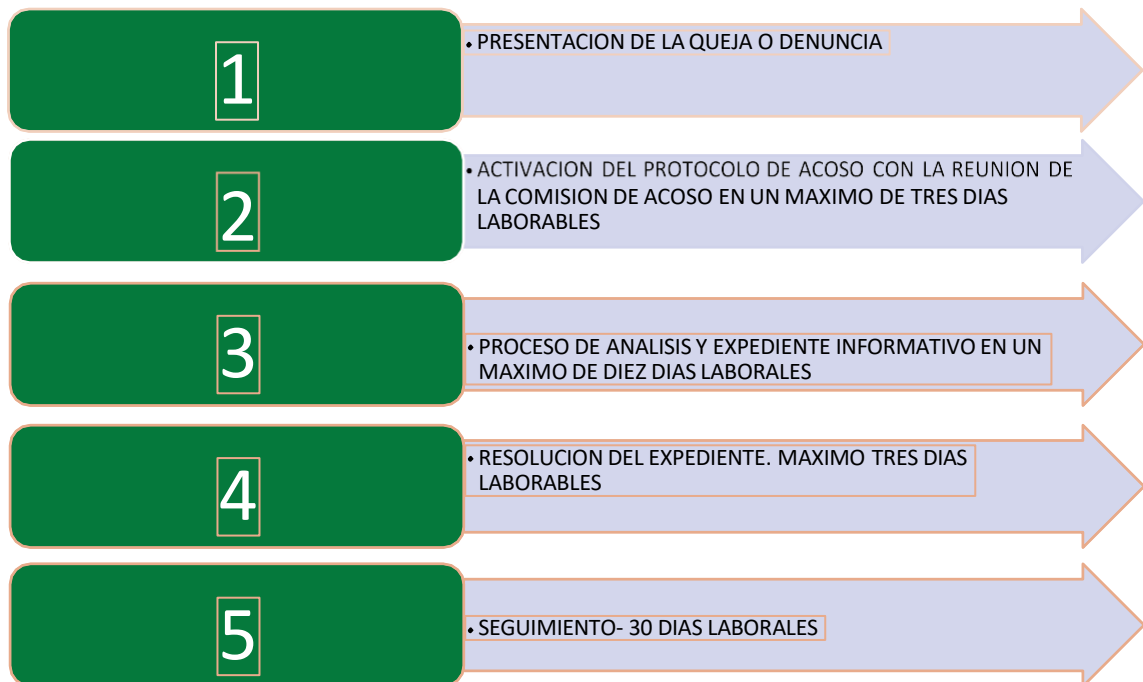 1
• PRESENTACION DE LA QUEJA O DENUNCIA
2
• ACTIVACION DEL PROTOCOLO DE ACOSO CON LA REUNION DE
LA COMISION DE ACOSO EN UN MAXIMO DE TRES DIAS
LABORABLES
3
• PROCESO DE ANALISIS Y EXPEDIENTE INFORMATIVO EN UN
MAXIMO DE DIEZ DIAS LABORALES
4
• RESOLUCION DEL EXPEDIENTE. MAXIMO TRES DIAS
LABORABLES
5
• SEGUIMIENTO- 30 DIAS LABORALES